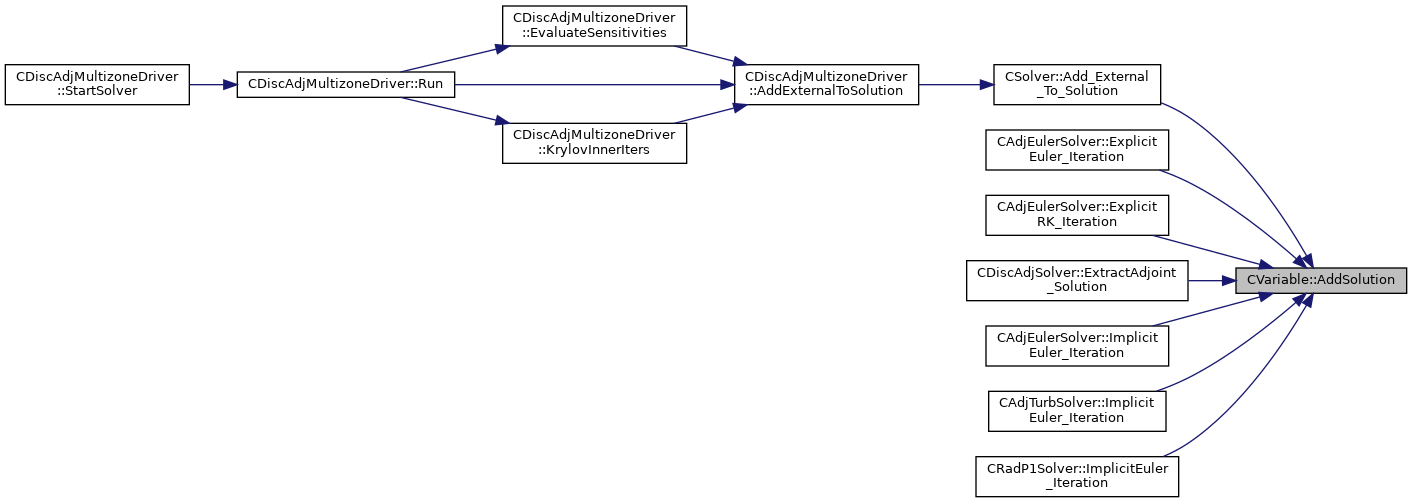 CDiscAdjMultizoneDriver
::StartSolver
CDiscAdjMultizoneDriver::Run
CDiscAdjMultizoneDriver
::EvaluateSensitivities
CDiscAdjMultizoneDriver
::KrylovInnerIters
CDiscAdjMultizoneDriver
::AddExternalToSolution
CSolver::Add_External
_To_Solution
CAdjEulerSolver::Explicit
Euler_Iteration
CAdjEulerSolver::Explicit
RK_Iteration
CDiscAdjSolver::ExtractAdjoint
_Solution
CAdjEulerSolver::Implicit
Euler_Iteration
CAdjTurbSolver::Implicit
Euler_Iteration
CRadP1Solver::ImplicitEuler
_Iteration
CVariable::AddSolution